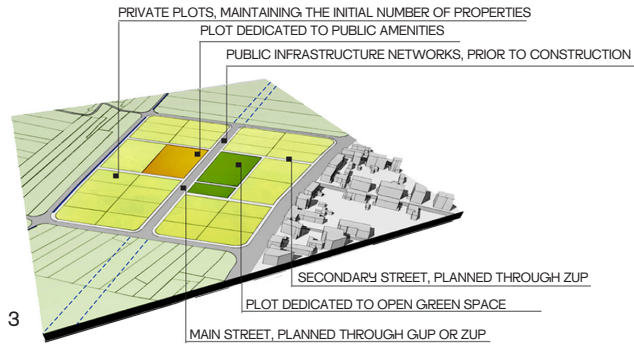 PRIVATE PLOTS, MAINTAINING THE INITIAL NUMBER OF PROPERTIES
PLOT DEDICATED TO PUBLIC AMENITIES
PUBLIC INFRASTRUCTURE NETWORKS, PRIOR TO CONSTRUCTION
SECONDARY STREET, PLANNED THROUGH ZUP
PLOT DEDICATED TO OPEN GREEN SPACE
3
MAIN STREET, PLANNED THROUGH GUP OR ZUP